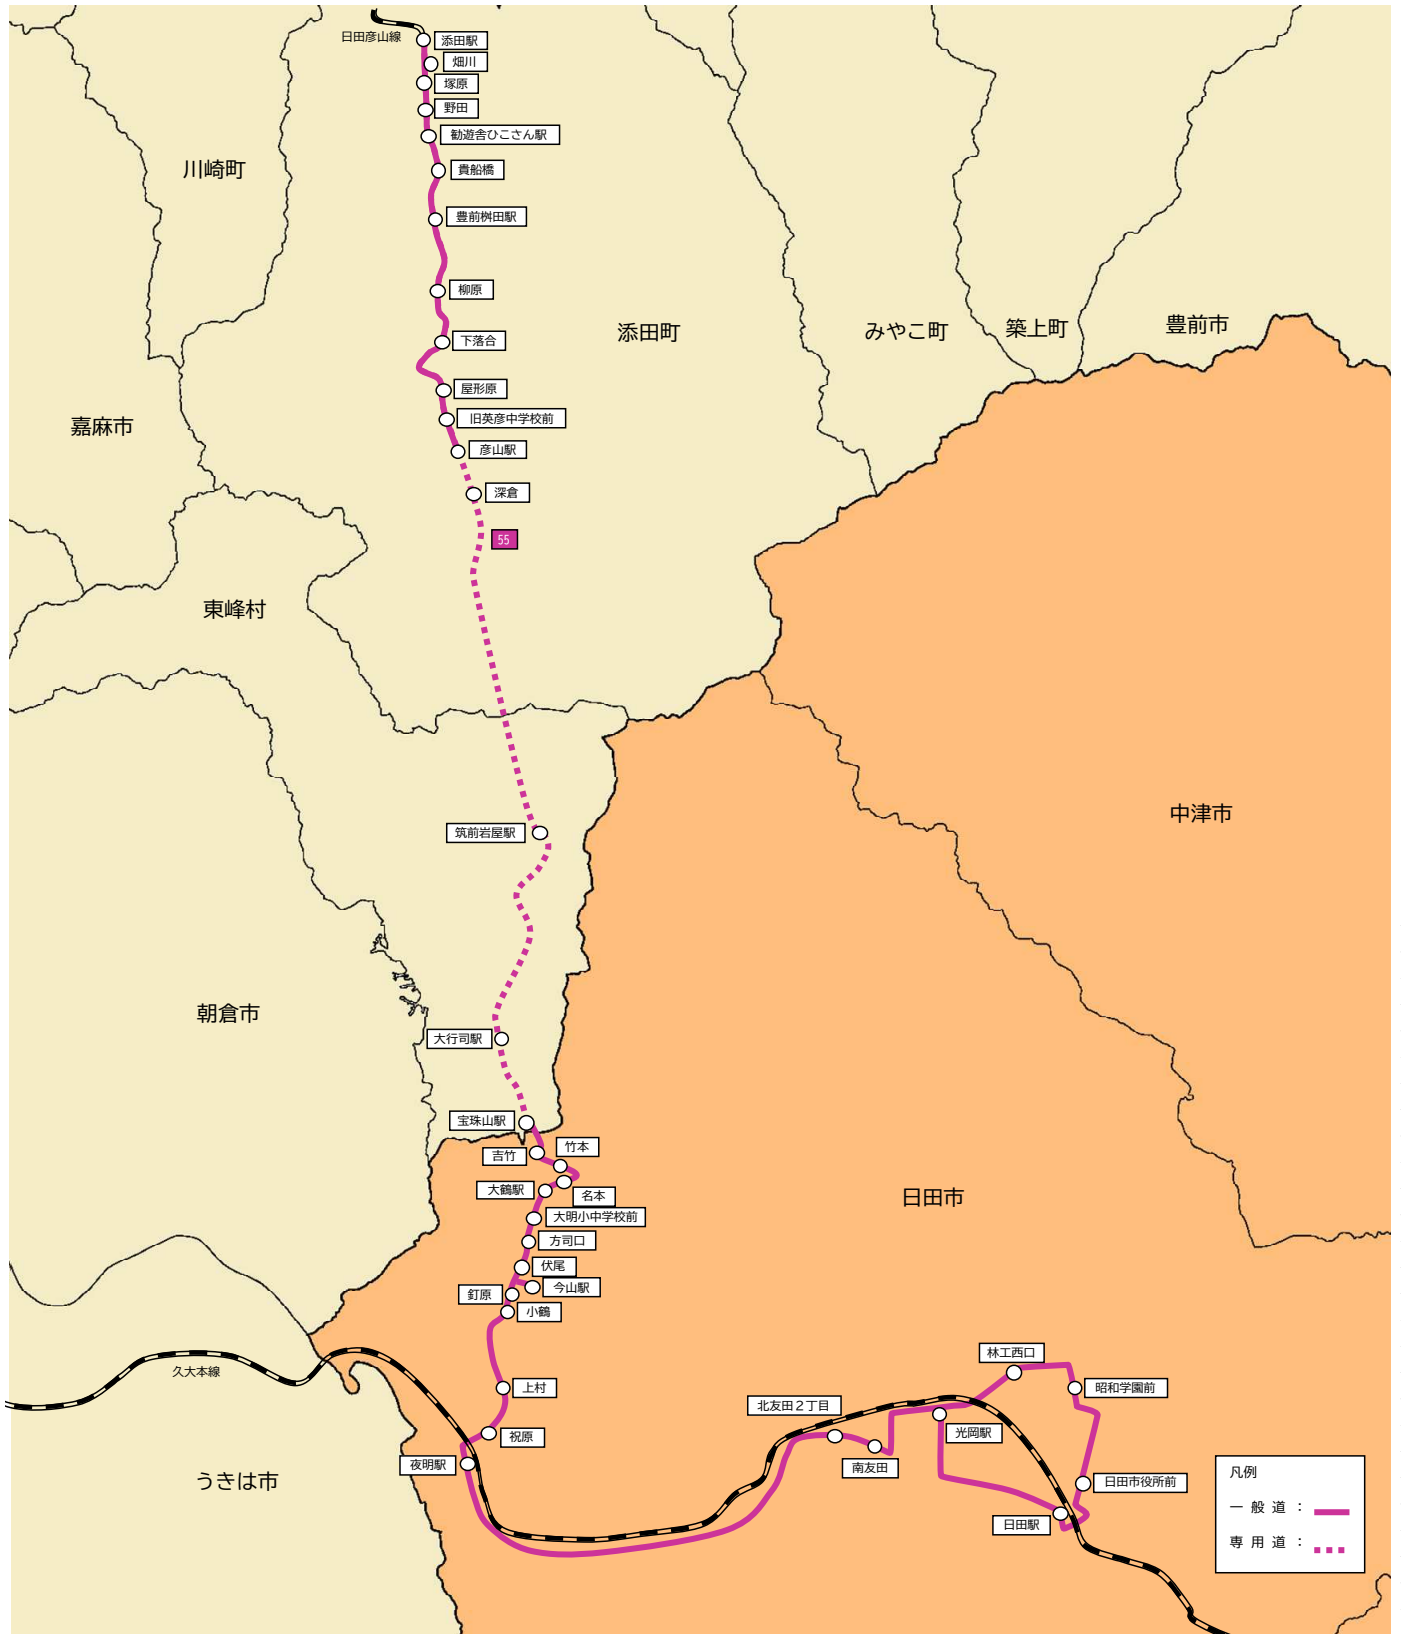 日田彦山線
添田駅
畑川
塚原
野田
勧遊舎ひこさん駅
川崎町
貴船橋
豊前桝田駅
柳原
添田町
みやこ町
築上町
豊前市
下落合
屋形原
嘉麻市
旧英彦中学校前
彦山駅
深倉
55
東峰村
筑前岩屋駅
中津市
朝倉市
大行司駅
宝珠山駅
竹本
吉竹
大鶴駅
名本
日田市
大明小中学校前
方司口
伏尾
今山駅
釘原
小鶴
久大本線
林工西口
上村
昭和学園前
北友田2丁目
光岡駅
祝原
夜明駅
南友田
うきは市
日田市役所前
日田駅
凡例
一般道：
専用道：